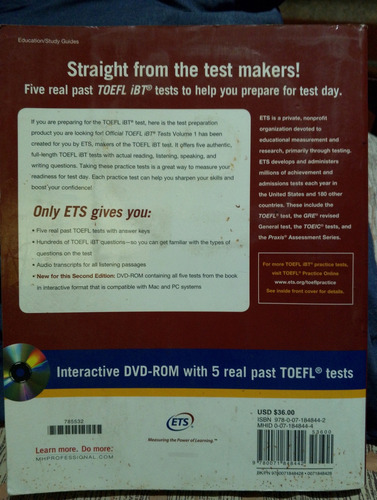 Education/Study Guides
Straight from the test makers!
Five real past TOEFL iBT® tests to help you prepare for test day.
If you are preparing for the TOEFL iBT® test, here is the test preparation
product you are looking for! Official TOEFL iBT® Tests Volume 1 has been
created for you by ETS, makers of the TOEFL iBT test. It offers five authentic,
full-length TOEFL iBT tests with actual reading, listening, speaking, and
writing questions. Taking these practice tests is a great way to measure your
readiness for test day. Each practice test can help you sharpen your skills and
boost your confidence!
Only ETS gives you:
• Five real past TOEFL tests with answer keys
• Hundreds of TOEFL iBT questions—so you can get familiar with the types of
questions on the test
• Audio transcripts for all listening passages
• New for this Second Edition: DVD-ROM containing all five tests from the book
in interactive format that is compatible with Mac and PC systems
ETS is a private, nonprofit
organization devoted to
educational measurement and
research, primarily through testing.
ETS develops and administers
millions of achievement and
admissions tests each year in
the United States and 180 other
countries. These include the
TOEFL® test, the GRE® revised
General test, the TOEIC® tests, and
the Praxis® Assessment Series.
For more TOEFL iBT® practice tests,
visit TOEFL® Practice Online
www.ets.org/toeflpractice
See inside front cover for details.
Interactive DVD-ROM with 5 real past TOEFL® tests
785532
Learn more. Do more.
MHPROFESSIONAL.COM
ETS
Measuring the Power of Learning.™
USD $36.00
ISBN 978-0-07-184844-2
MHID 0-07-184844-4
53600
9 780071 848442